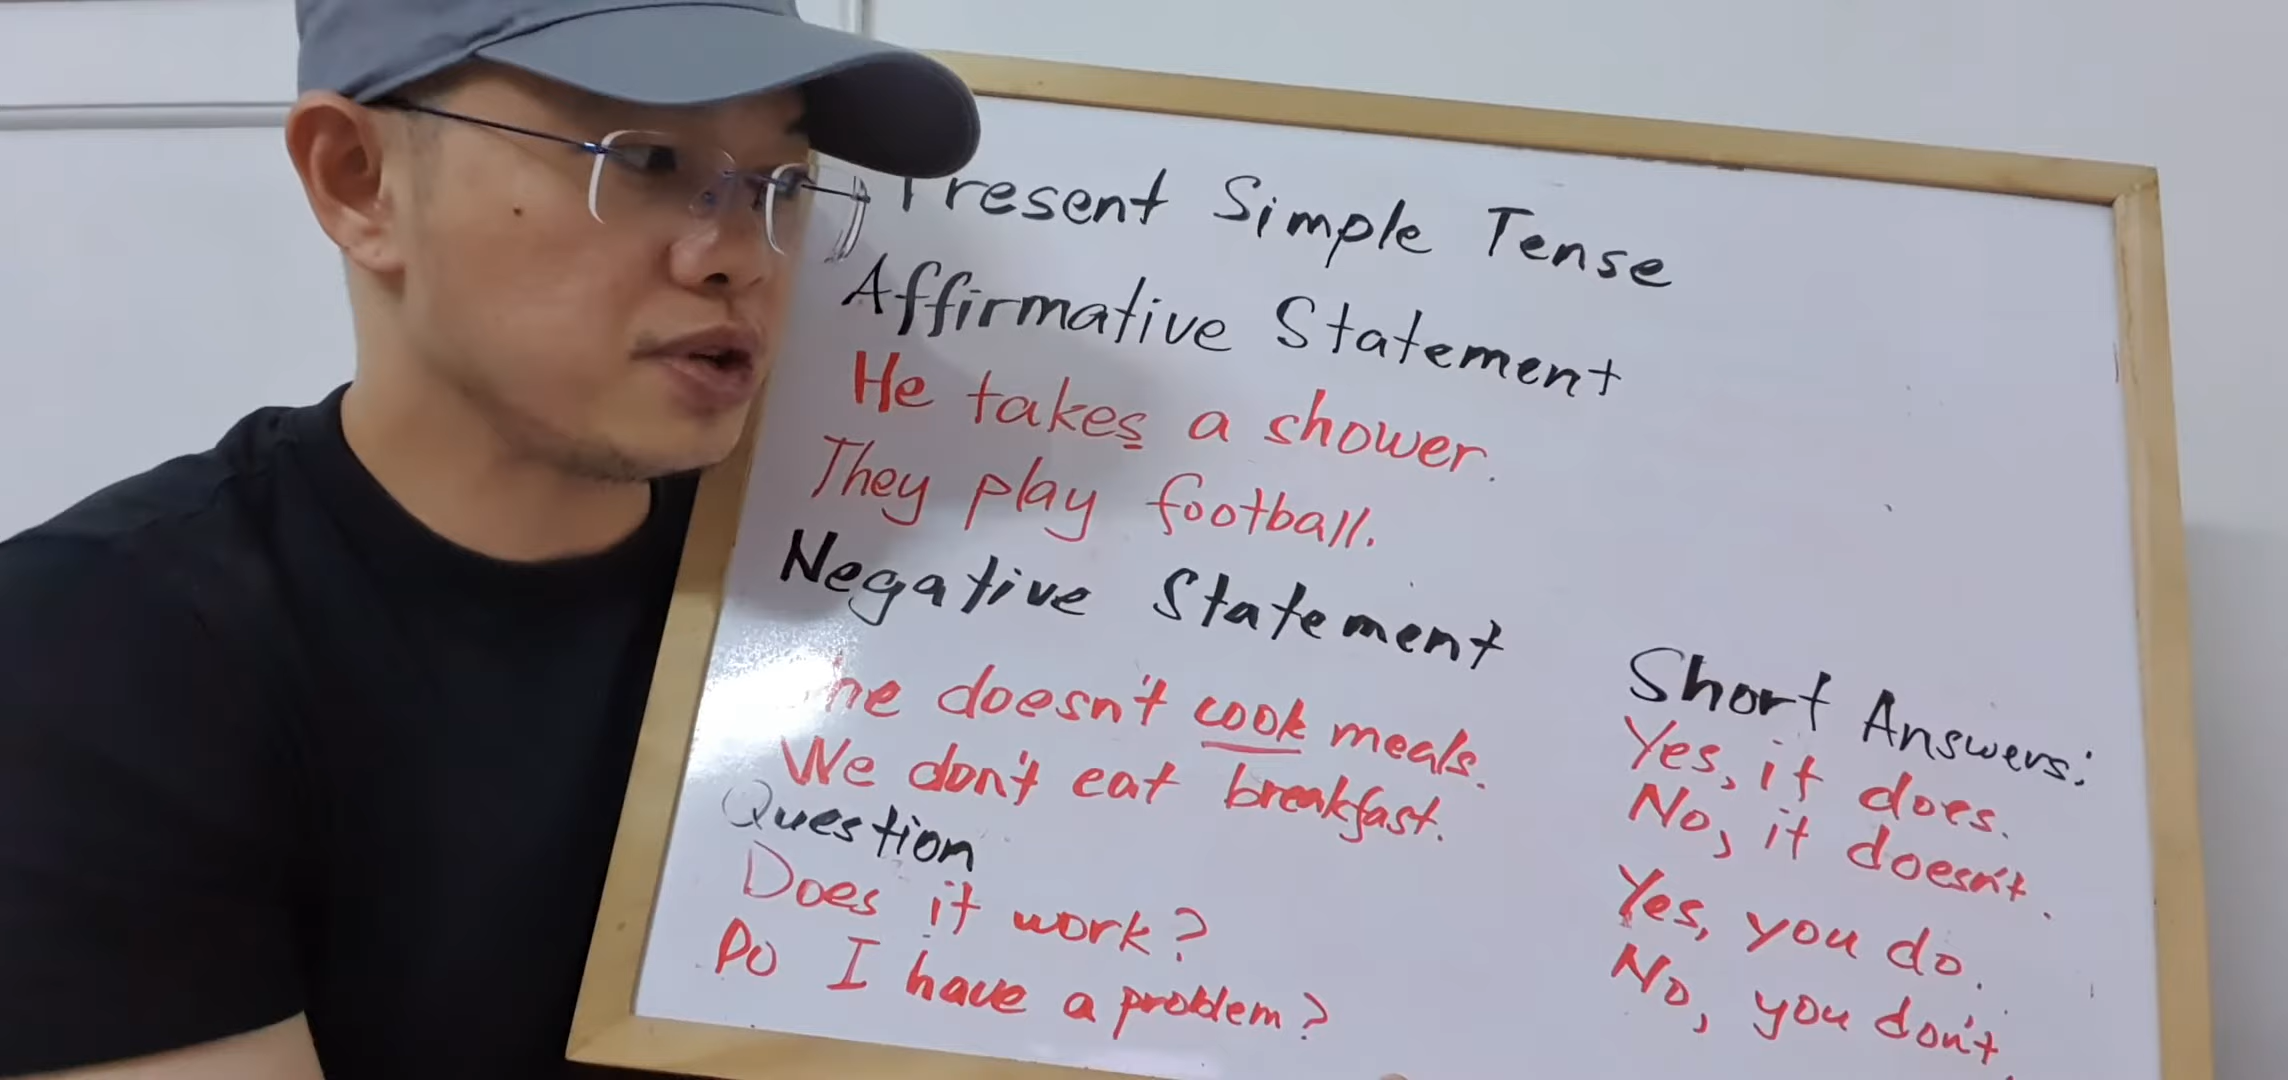 Present Simple Tense
Affirmative Statement
He takes a shower.
They play football.
Negative Statement
She doesn't cook meals.
We don't eat breakfast.
Question
Does it work?
Do I have a problem?
Short Answers:
Yes, it does.
No, it doesn't.
Yes, you do.
No, you don't.